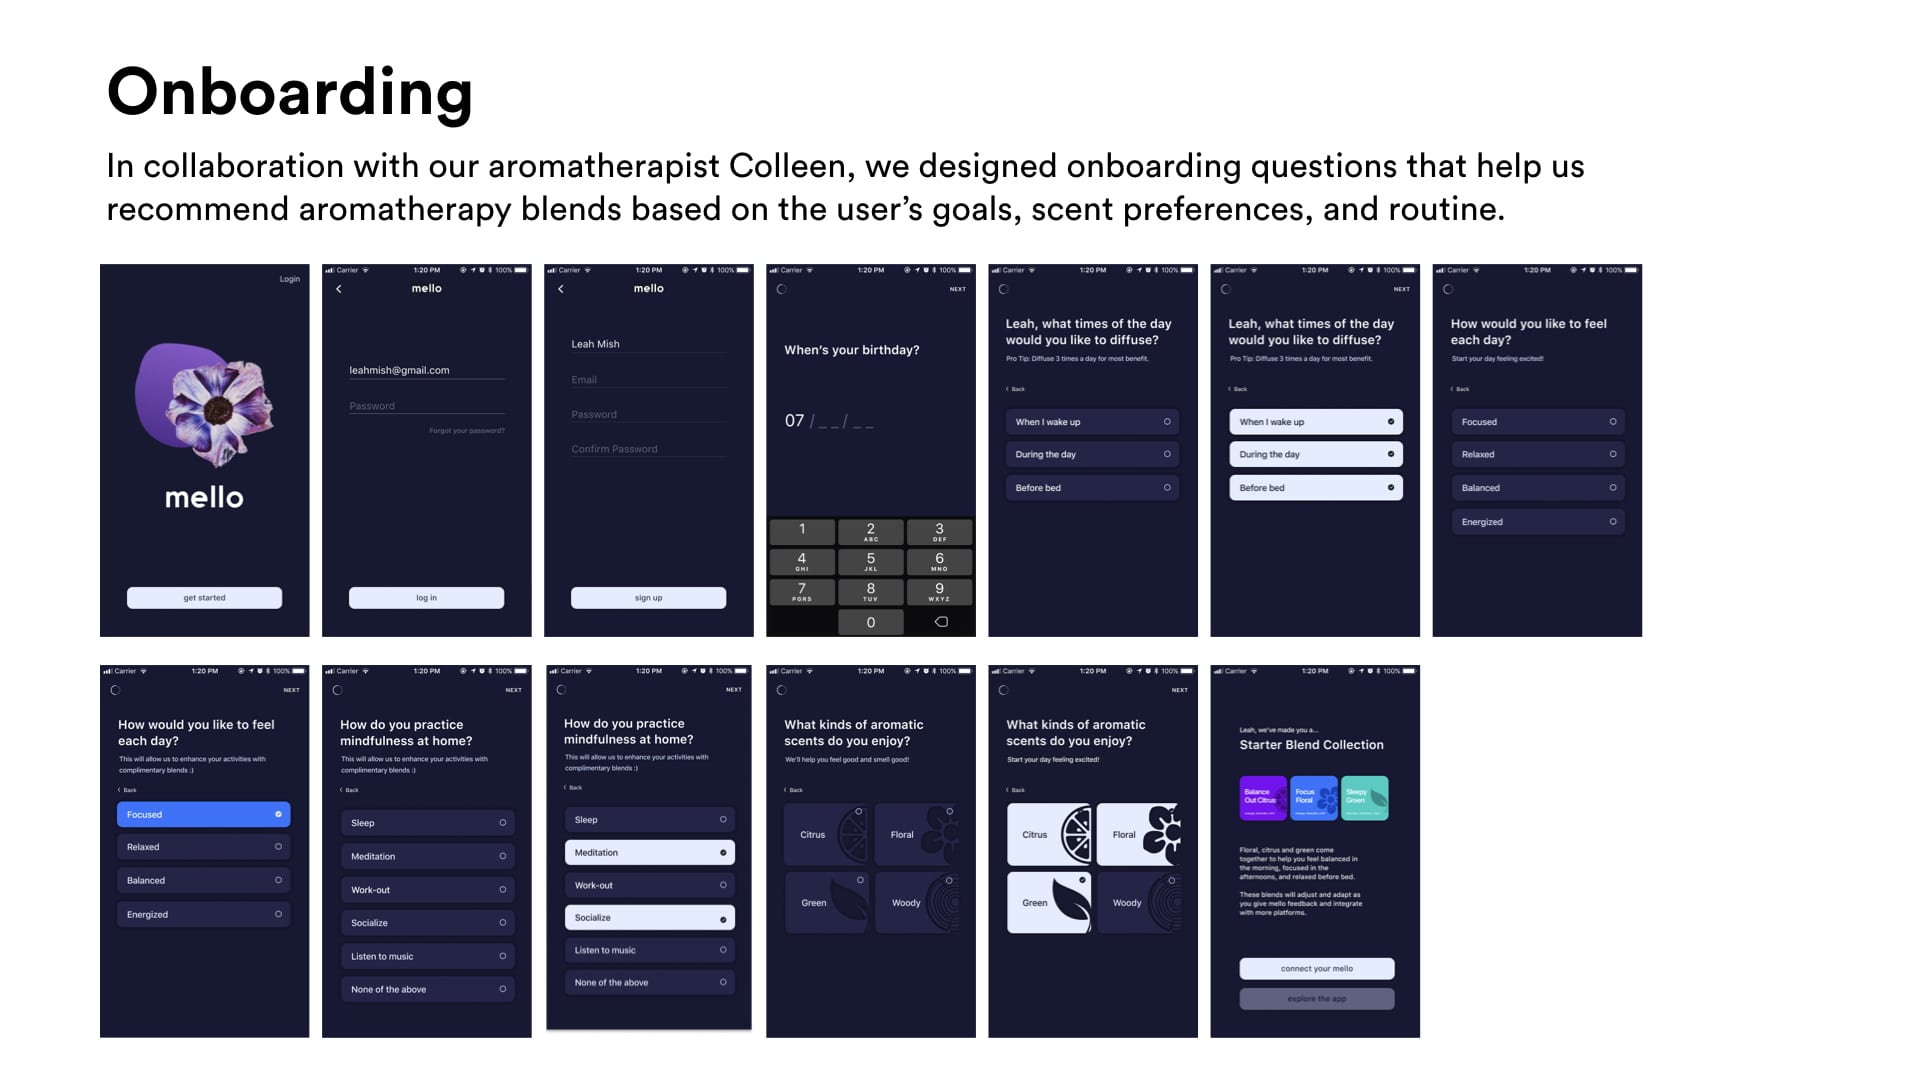 Onboarding
In collaboration with our aromatherapist Colleen, we designed onboarding questions that help us
recommend aromatherapy blends based on the user’s goals, scent preferences, and routine.
Login
mello
get started
Carrier 1:20 PM 100%
mello
leahmish@gmail.com
Password
Forgot your password?
log in
Carrier 1:20 PM 100%
mello
Leah Mish
Email
Password
Confirm Password
sign up
Carrier 1:20 PM 100%
NEXT
When’s your birthday?
07 / _ _ / _ _
1 2 ABC 3 DEF
4 GHI 5 JKL 6 MNO
7 PQRS 8 TUV 9 WXYZ
0
Carrier 1:20 PM 100%
Leah, what times of the day
would you like to diffuse?
Pro Tip: Diffuse 3 times a day for most benefit.
Back
When I wake up
During the day
Before bed
Carrier 1:20 PM 100%
NEXT
Leah, what times of the day
would you like to diffuse?
Pro Tip: Diffuse 3 times a day for most benefit.
Back
When I wake up
During the day
Before bed
Carrier 1:20 PM 100%
How would you like to feel
each day?
Start your day feeling excited!
Back
Focused
Relaxed
Balanced
Energized
Carrier 1:20 PM 100%
NEXT
How would you like to feel
each day?
This will allow us to enhance your activities with
complimentary blends :)
Back
Focused
Relaxed
Balanced
Energized
Carrier 1:20 PM 100%
NEXT
How do you practice
mindfulness at home?
This will allow us to enhance your activities with
complimentary blends :)
Back
Sleep
Meditation
Work-out
Socialize
Listen to music
None of the above
Carrier 1:20 PM 100%
NEXT
How do you practice
mindfulness at home?
This will allow us to enhance your activities with
complimentary blends :)
Back
Sleep
Meditation
Work-out
Socialize
Listen to music
None of the above
Carrier 1:20 PM 100%
What kinds of aromatic
scents do you enjoy?
We’ll help you feel good and smell good!
Back
Citrus Floral
Green Woody
Carrier 1:20 PM 100%
NEXT
What kinds of aromatic
scents do you enjoy?
Start your day feeling excited!
Back
Citrus Floral
Green Woody
Carrier 1:20 PM 100%
Leah, we’ve made you a...
Starter Blend Collection
Balance
Out Citrus
Focus
Floral
Sleepy
Green
Floral, citrus and green come
together to help you feel balanced in
the morning, focused in the
afternoons, and relaxed before bed.
These blends will adjust and adapt as
you give mello feedback and integrate
with more platforms.
connect your mello
explore the app